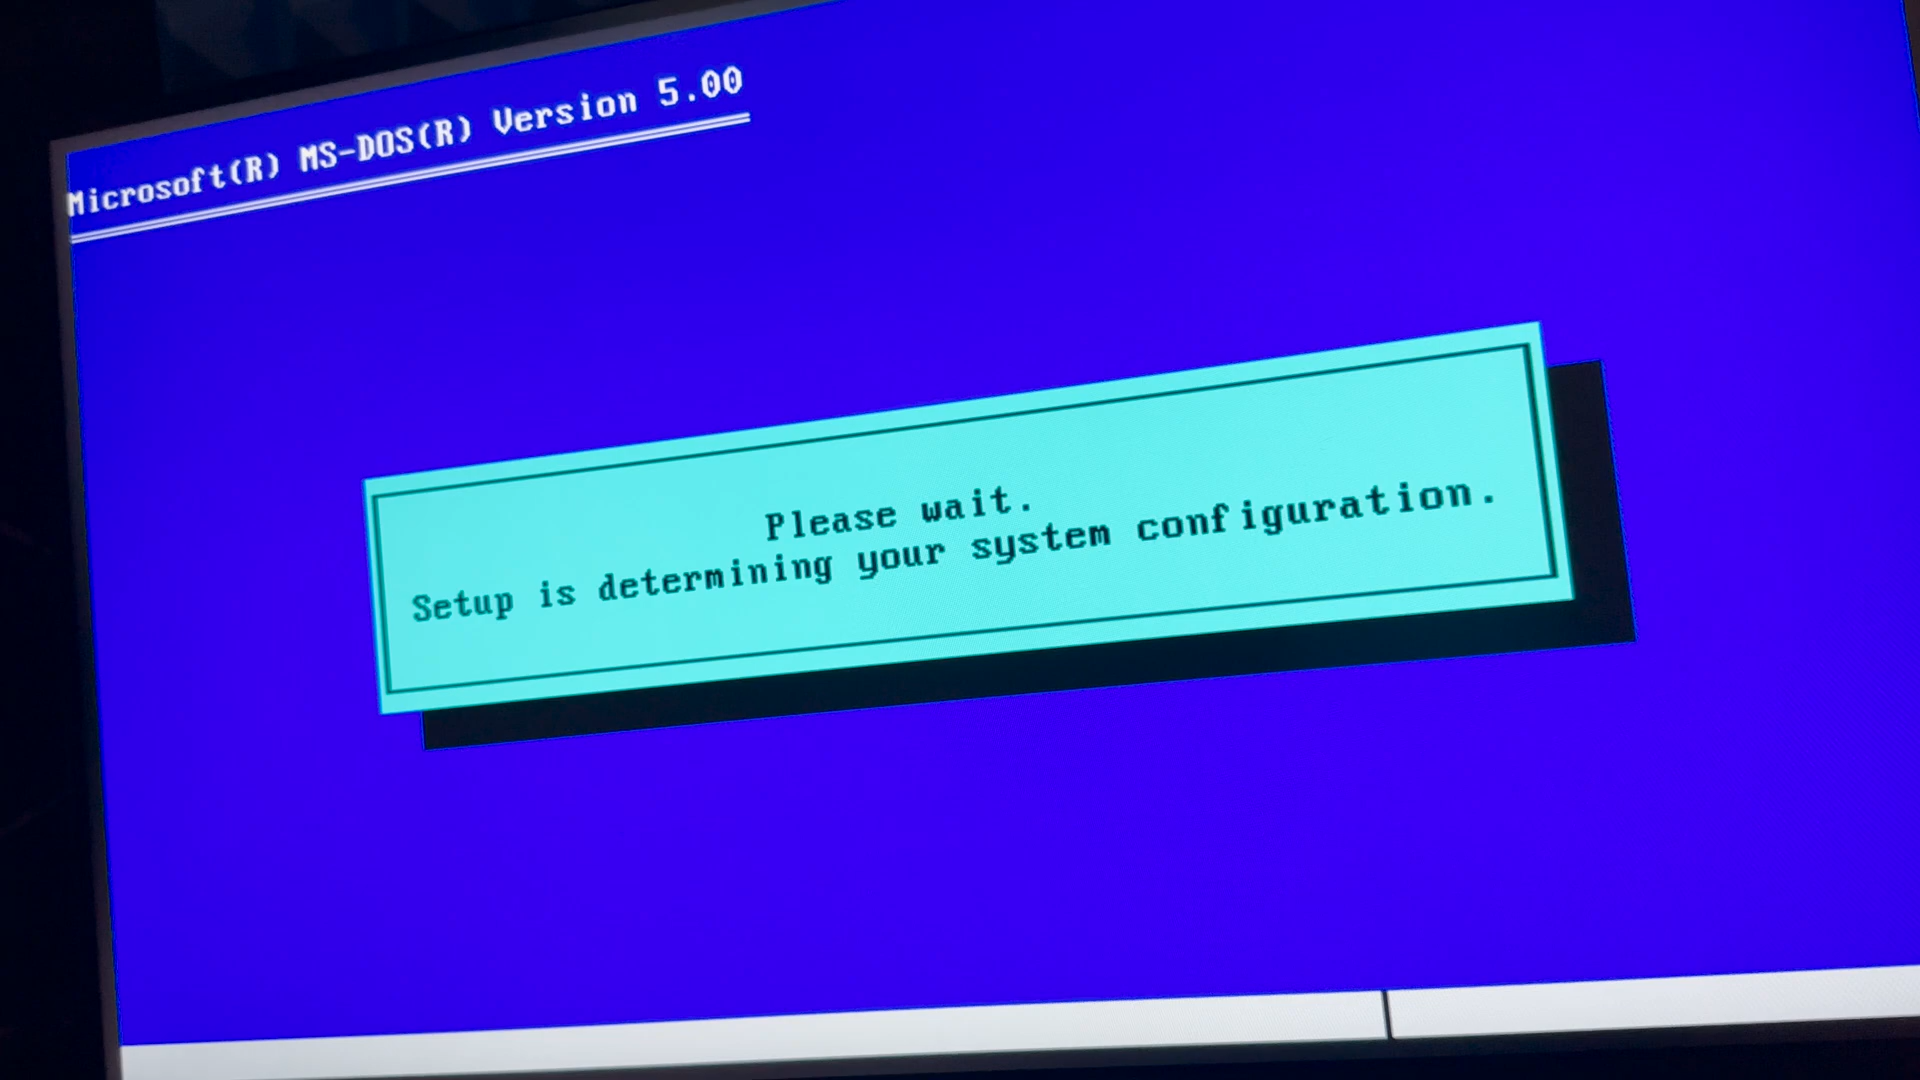 Microsoft(R) MS-DOS(R) Version 5.00
Please wait.
Setup is determining your system configuration.